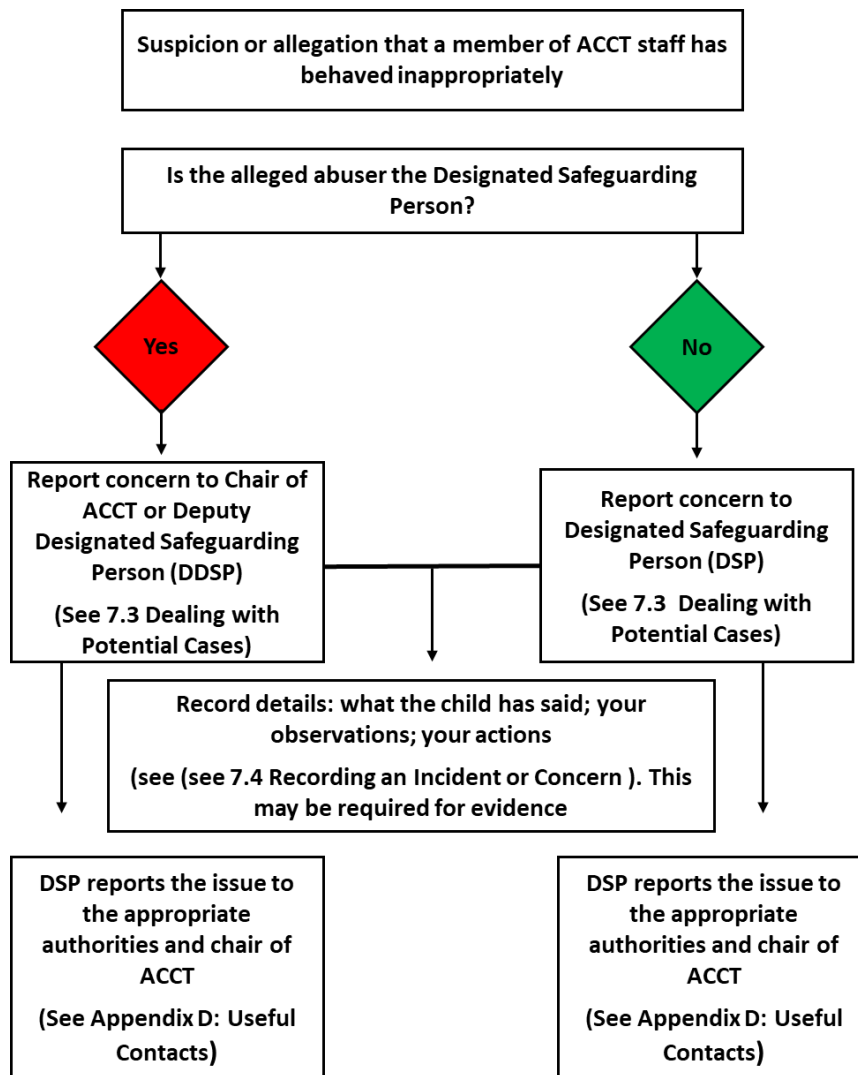 Suspicion or allegation that a member of ACCT staff has
behaved inappropriately
Is the alleged abuser the Designated Safeguarding
Person?
Yes
No
Report concern to Chair of
ACCT or Deputy
Designated Safeguarding
Person (DDSP)
(See 7.3 Dealing with
Potential Cases)
Report concern to
Designated Safeguarding
Person (DSP)
(See 7.3 Dealing with
Potential Cases)
Record details: what the child has said; your
observations; your actions
(see (see 7.4 Recording an Incident or Concern ). This
may be required for evidence
DSP reports the issue to
the appropriate
authorities and chair of
ACCT
(See Appendix D: Useful
Contacts)
DSP reports the issue to
the appropriate
authorities and chair of
ACCT
(See Appendix D: Useful
Contacts)